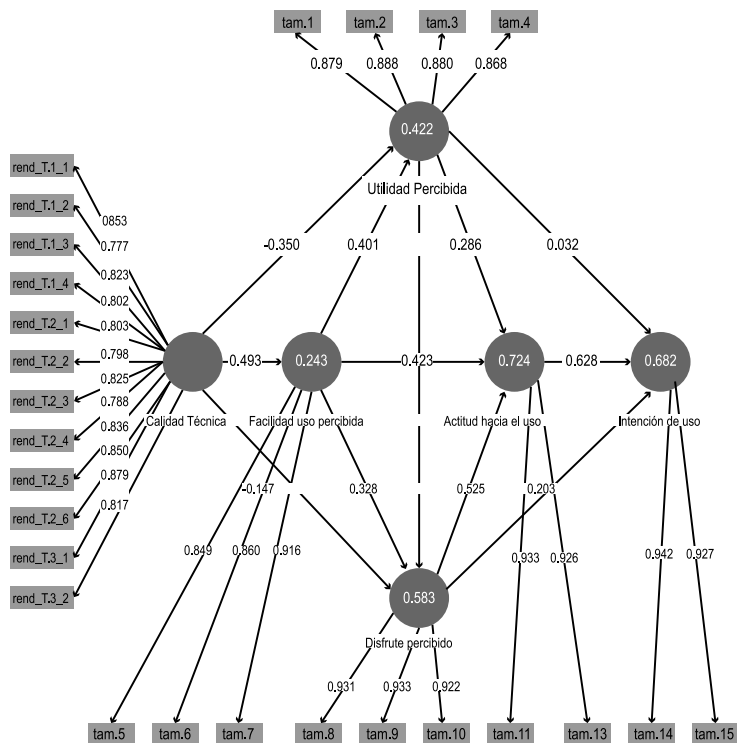 tam.1 tam.2 tam.3 tam.4
0.879 0.888 0.880 0.868
0.422
Utilidad Percibida
rend_T.1_1
rend_T.1_2
rend_T.1_3
rend_T.1_4
rend_T.2_1
rend_T.2_2
rend_T.2_3
rend_T.2_4
rend_T.2_5
rend_T.2_6
rend_T.3_1
rend_T.3_2
0853
0.777
0.823
0.802
0.803
0.798
0.825
0.788
0.836
0.850
0.879
0.817
-0.350 0.401 0.286 0.032
0.493 0.243 0.423 0.724 0.628 0.682
Calidad Técnica Facilidad uso percibida Actitud hacia el uso Intención de uso
-0.147 0.328 0.525 0.203
0.849 0.860 0.916 0.933 0.926 0.942 0.927
0.583
Disfrute percibido
0.931 0.933 0.922
tam.5 tam.6 tam.7 tam.8 tam.9 tam.10 tam.11 tam.13 tam.14 tam.15